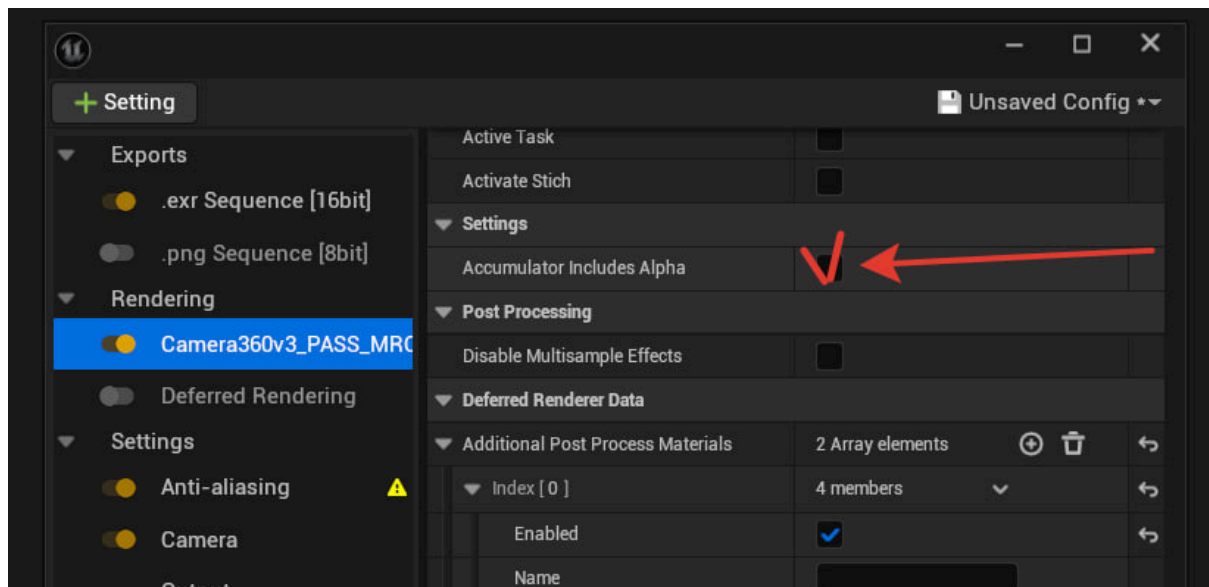 Setting
Unsaved Config *
Exports
.exr Sequence [16bit]
.png Sequence [8bit]
Rendering
Camera360v3_PASS_MRC
Deferred Rendering
Settings
Anti-aliasing
Camera
Active Task
Activate Stich
Settings
Accumulator Includes Alpha
Post Processing
Disable Multisample Effects
Deferred Renderer Data
Additional Post Process Materials 2 Array elements
Index [ 0 ] 4 members
Enabled
Name